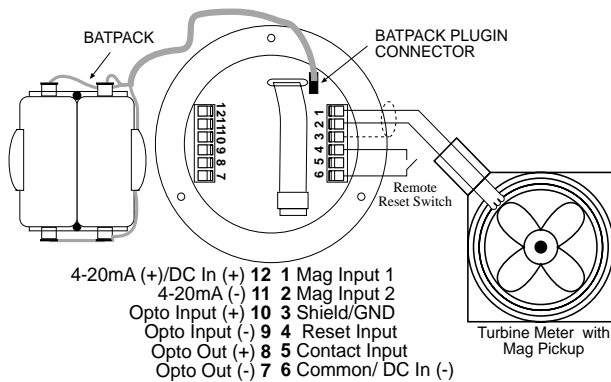 BATPACK
BATPACK PLUGIN
CONNECTOR
12
11
10
9
8
7
1
2
3
4
5
6
Remote
Reset Switch
4-20mA (+)/DC In (+) 12 1 Mag Input 1
4-20mA (-) 11 2 Mag Input 2
Opto Input (+) 10 3 Shield/GND
Opto Input (-) 9 4 Reset Input
Opto Out (+) 8 5 Contact Input
Opto Out (-) 7 6 Common/ DC In (-)
Turbine Meter with
Mag Pickup